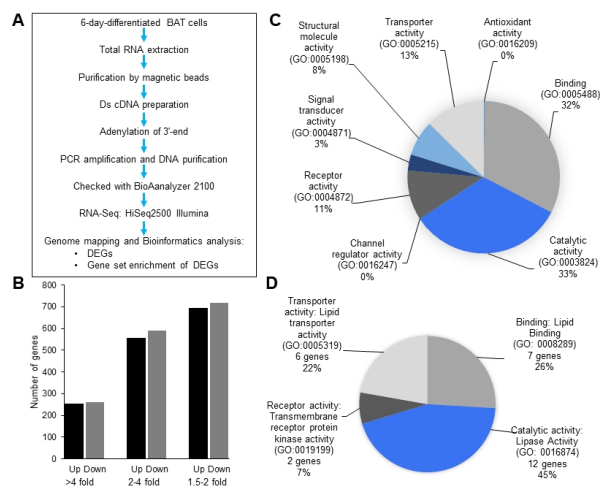 A
6-day-differentiated BAT cells
Total RNA extraction
Purification by magnetic beads
Ds cDNA preparation
Adenylation of 3'-end
PCR amplification and DNA purification
Checked with BioAanalyzer 2100
RNA-Seq: HiSeq2500 Illumina
Genome mapping and Bioinformatics analysis:
• DEGs
• Gene set enrichment of DEGs
B
Number of genes
800
700
600
500
400
300
200
100
0
Up Down
>4 fold
Up Down
2-4 fold
Up Down
1.5-2 fold
C
Structural
molecule
activity
(GO:0005198)
8%
Transporter
activity
(GO:0005215)
13%
Antioxidant
activity
(GO:0016209)
0%
Binding
(GO:0005488)
32%
Signal
transducer
activity
(GO:0004871)
3%
Receptor
activity
(GO:0004872)
11%
Channel
regulator activity
(GO:0016247)
0%
Catalytic
activity
(GO:0003824)
33%
D
Transporter
activity: Lipid
transporter
activity
(GO:0005319)
6 genes
22%
Binding: Lipid
Binding
(GO: 0008289)
7 genes
26%
Receptor activity:
Transmembrane
receptor protein
kinase activity
(GO:0019199)
2 genes
7%
Catalytic activity:
Lipase Activity
(GO: 0016874)
12 genes
45%